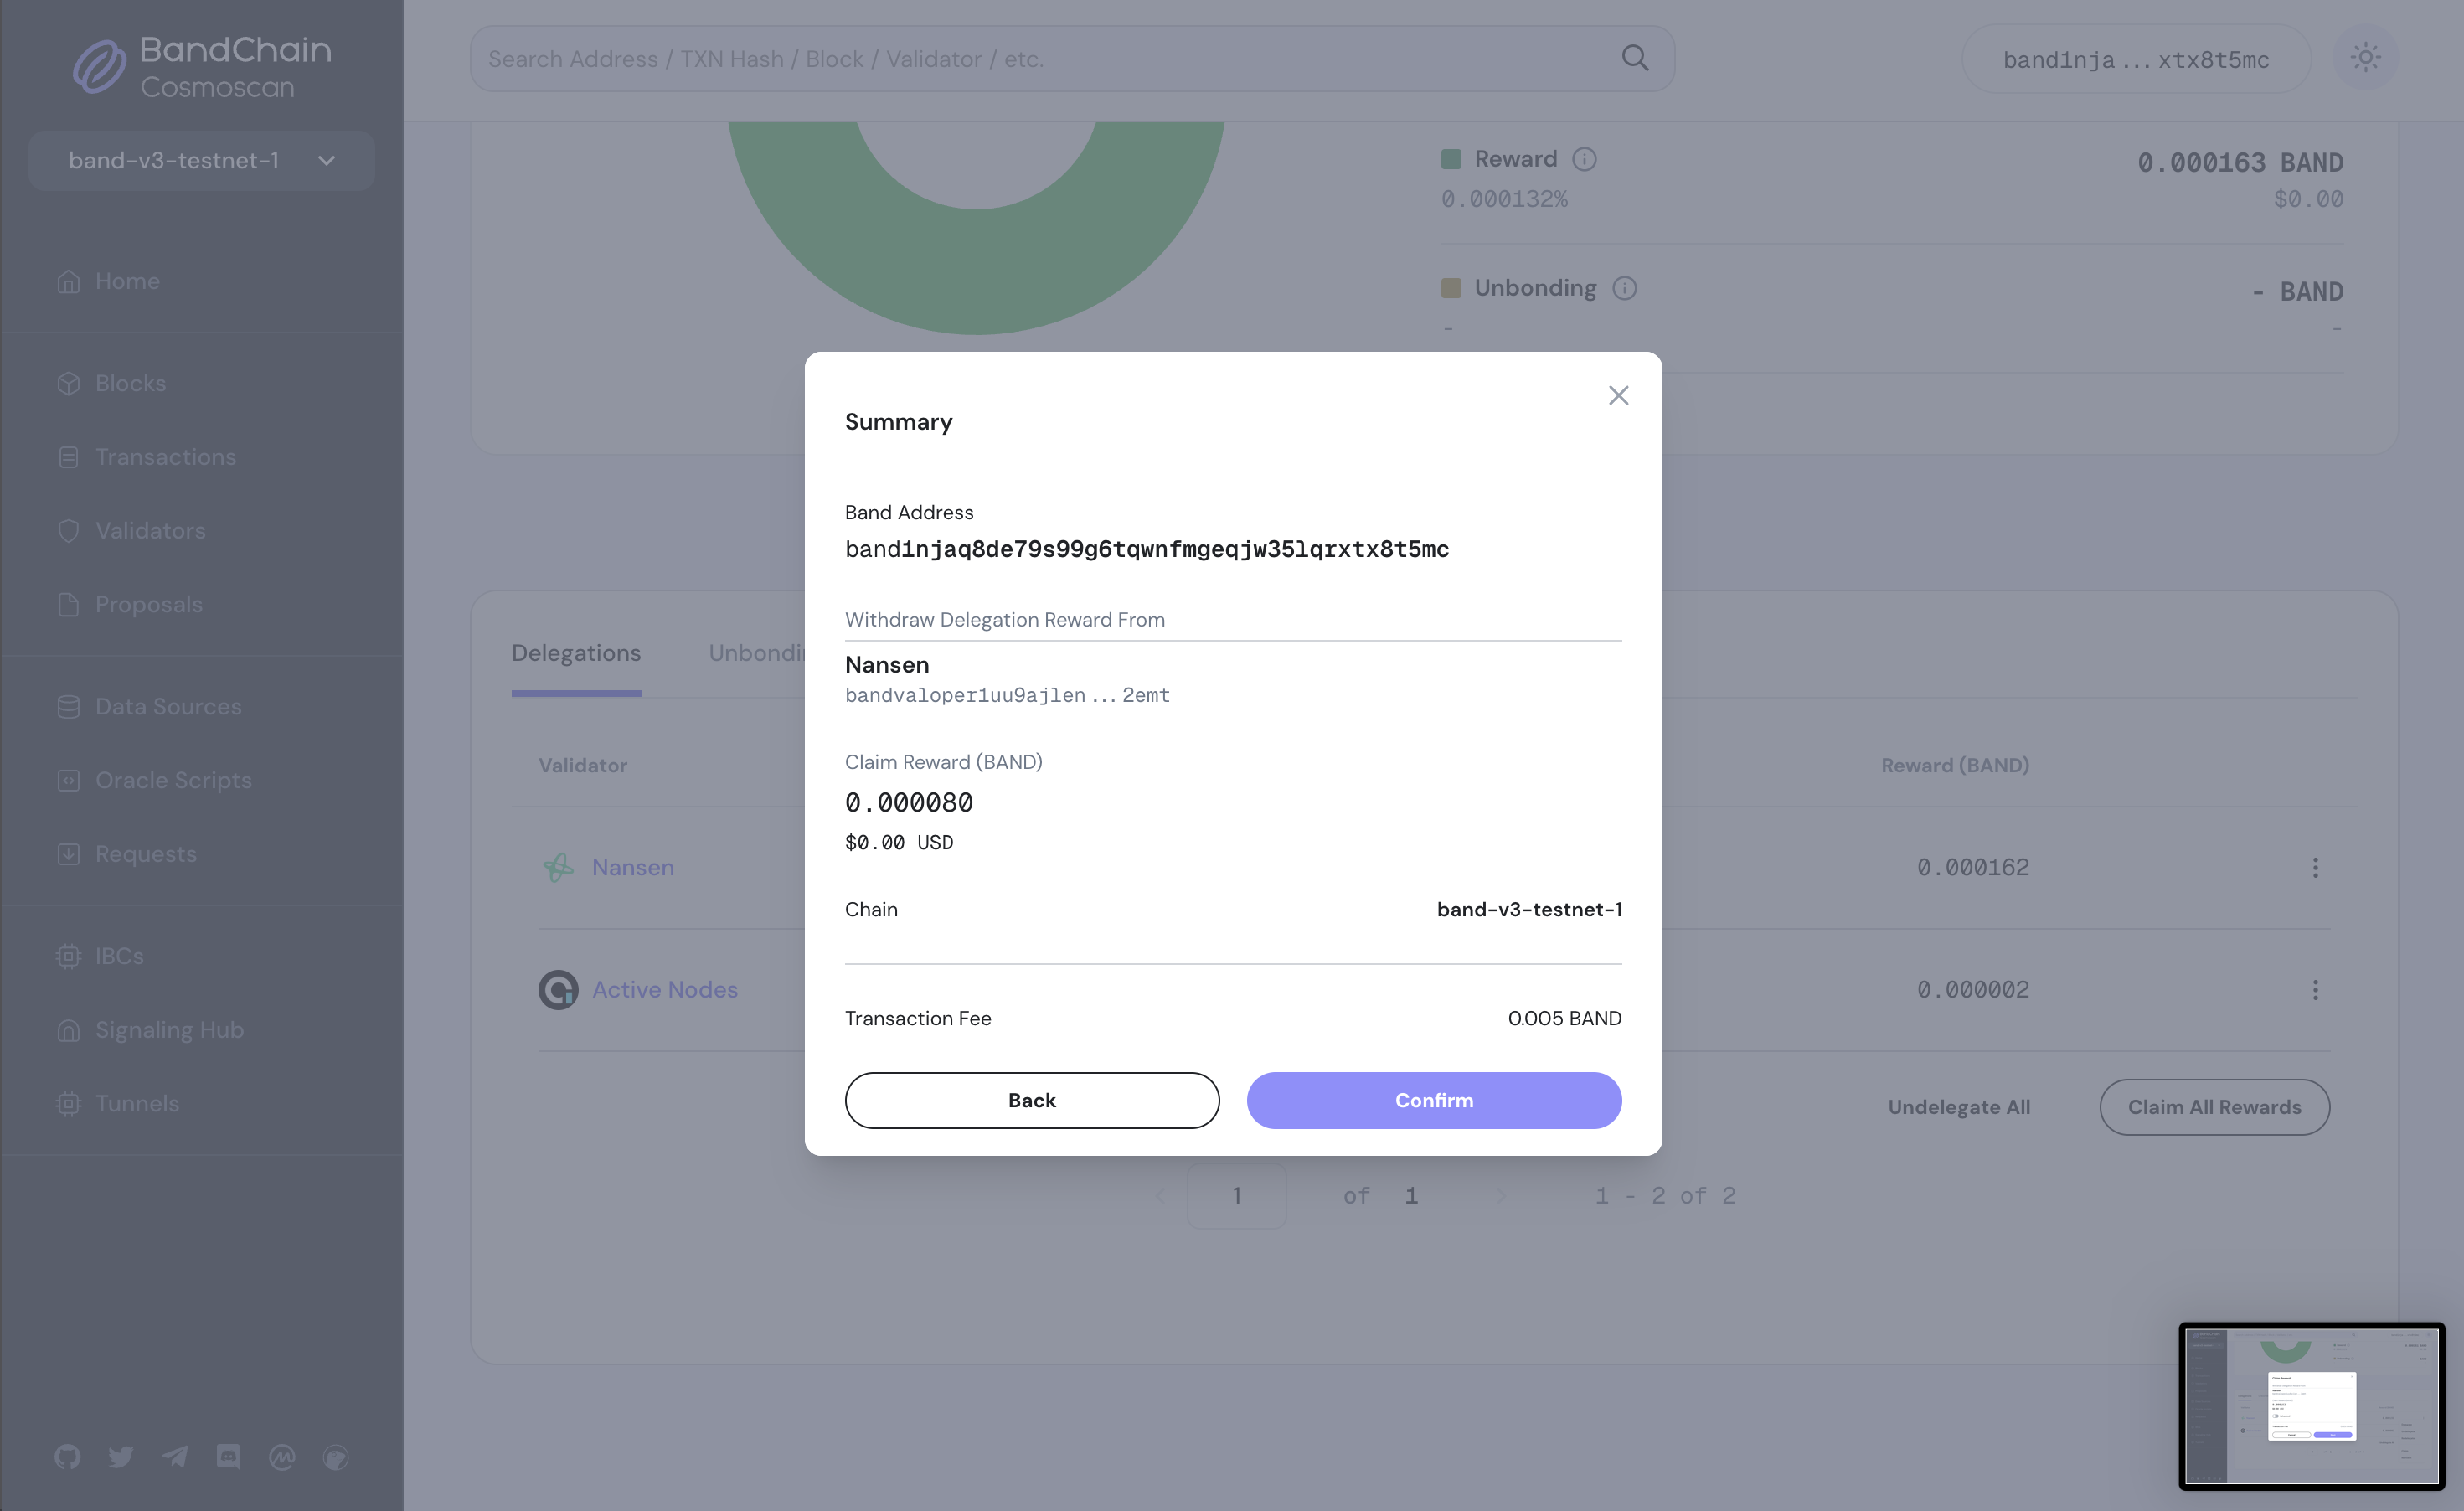 BandChain
Cosmoscan
Search Address / TXN Hash / Block / Validator / etc.
band1nja...xtx8t5mc
band-v3-testnet-1
Home
Blocks
Transactions
Validators
Proposals
Data Sources
Oracle Scripts
Requests
IBCs
Signaling Hub
Tunnels
Reward
0.000163 BAND
0.000132%
$0.00
Unbonding
- BAND
-
-
Summary
Band Address
band1njaq8de79s99g6tqwnfmgeqjw35lqrxtx8t5mc
Withdraw Delegation Reward From
Nansen
bandvaloper1uu9ajlen...2emt
Claim Reward (BAND)
0.000080
$0.00 USD
Chain
band-v3-testnet-1
Transaction Fee
0.005 BAND
Back
Confirm
Delegations
Validator
Reward (BAND)
Nansen
0.000162
Active Nodes
0.000002
Undelegate All
Claim All Rewards
1 of 1
1 - 2 of 2